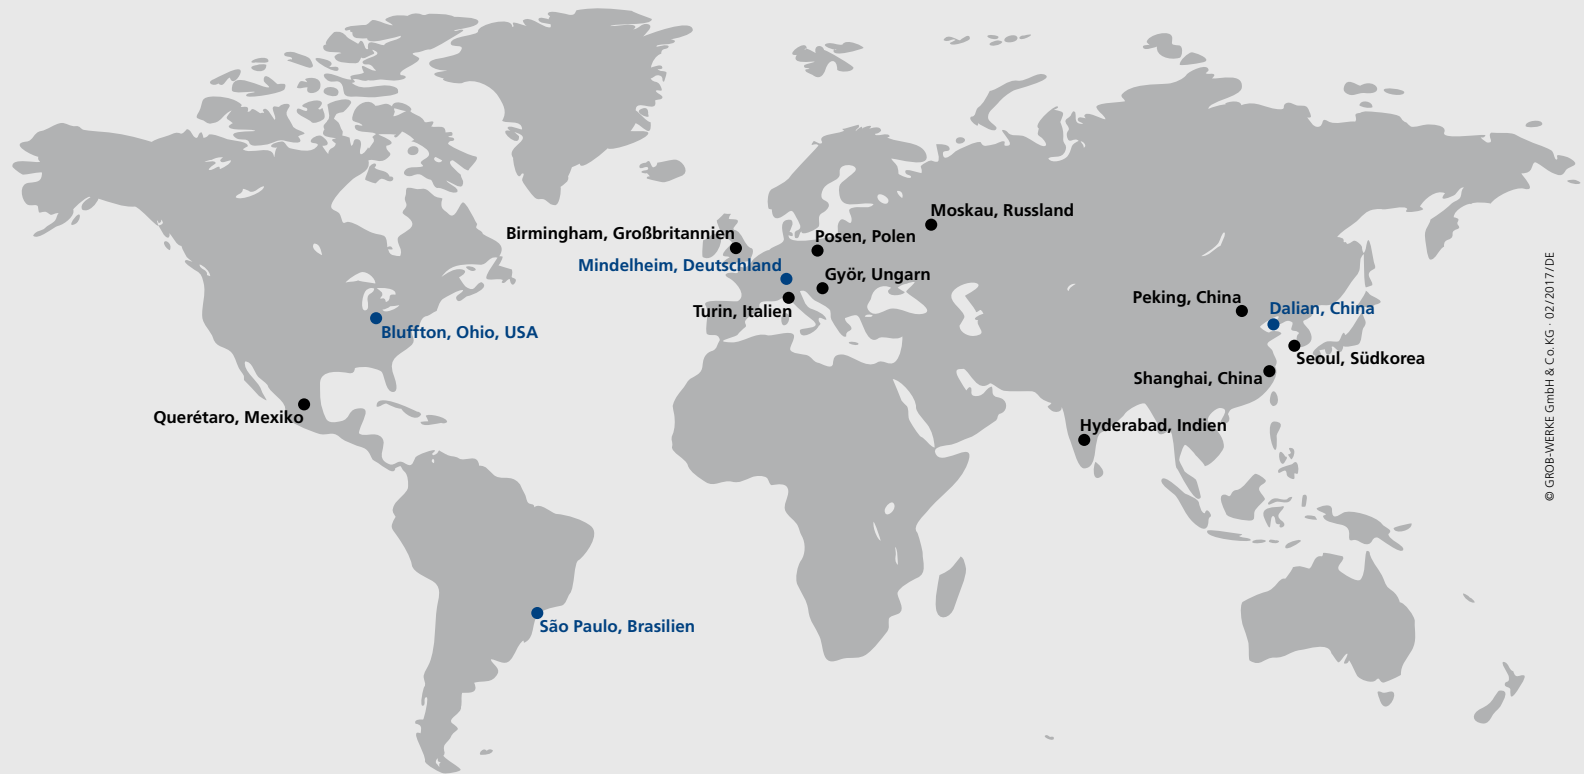 Moskau, Russland
Birmingham, Großbritannien
Posen, Polen
Mindelheim, Deutschland
Györ, Ungarn
Turin, Italien
Peking, China
Dalian, China
Bluffton, Ohio, USA
Seoul, Südkorea
Shanghai, China
Querétaro, Mexiko
Hyderabad, Indien
São Paulo, Brasilien
© GROB-WERKE GmbH & Co. KG · 02/2017/DE